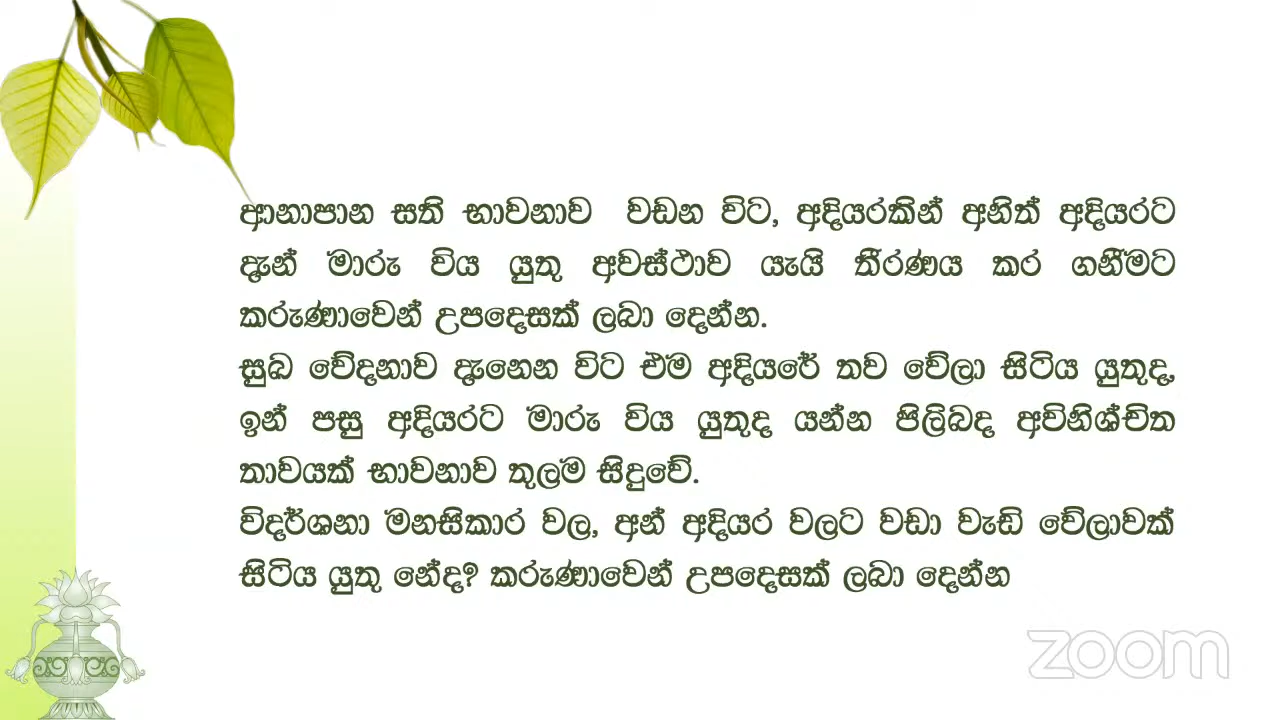 ආනාපාන සති භාවනාව වඩන විට, අදියරකින් අනිත් අදියරට
දැන් මාරු විය යුතු අවස්ථාව යැයි තීරණය කර ගනීමට
කරුණාවෙන් උපදෙසක් ලබා දෙන්න.
සුබ වේදනාව දැනෙන විට එම අදියරේ තව වේලා සිටිය යුතුද,
ඉන් පසු අදියරට මාරු විය යුතුද යන්න පිලිබද අවිනිශ්චිත
තාවයක් භාවනාව තුලම සිදුවේ.
විදර්ශනා මනසිකාර වල, අන් අදියර වලට වඩා වැඩි වේලාවක්
සිටිය යුතු නේද? කරුණාවෙන් උපදෙසක් ලබා දෙන්න
zoom